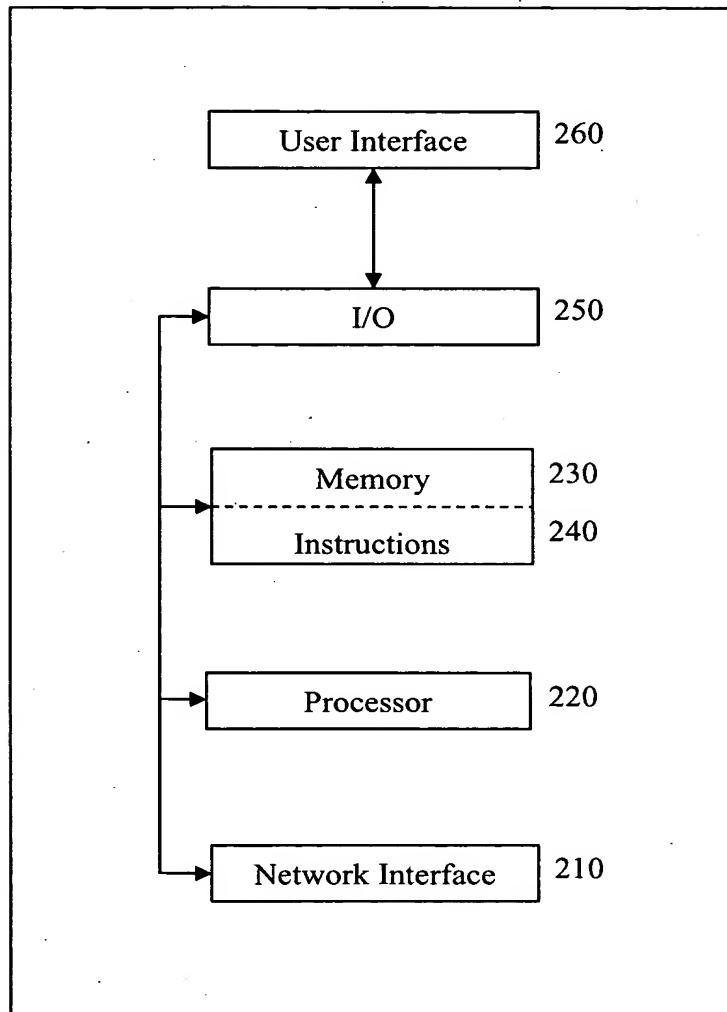 User Interface 260
I/O 250
Memory 230
Instructions 240
Processor 220
Network Interface 210